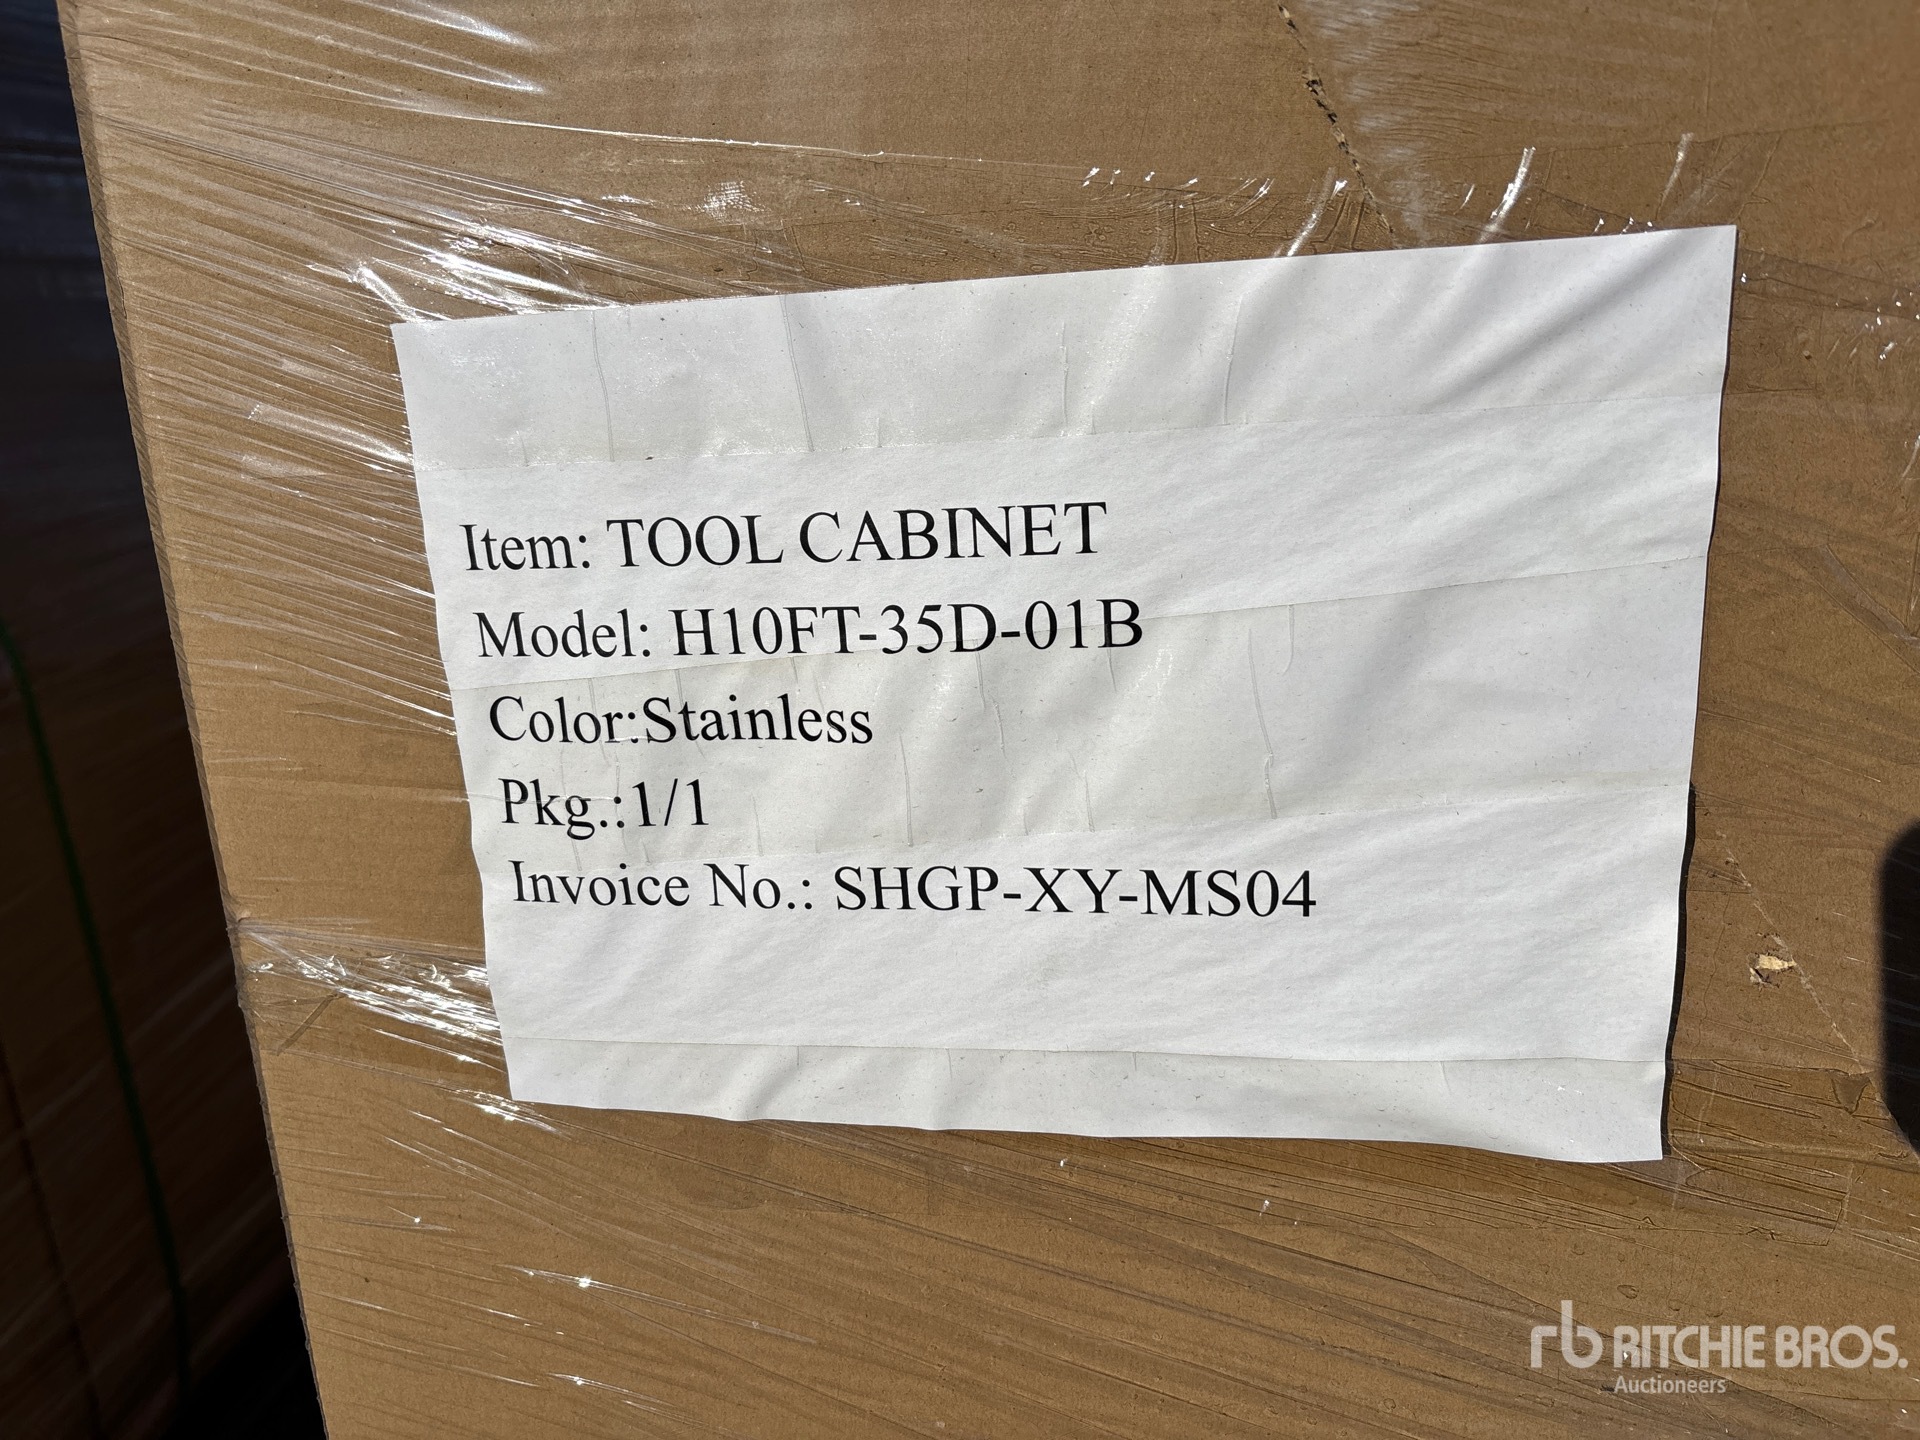 Item: TOOL CABINET
Model: H10FT-35D-01B
Color:Stainless
Pkg.:1/1
Invoice No.: SHGP-XY-MS04
rb RITCHIE BROS.
Auctioneers